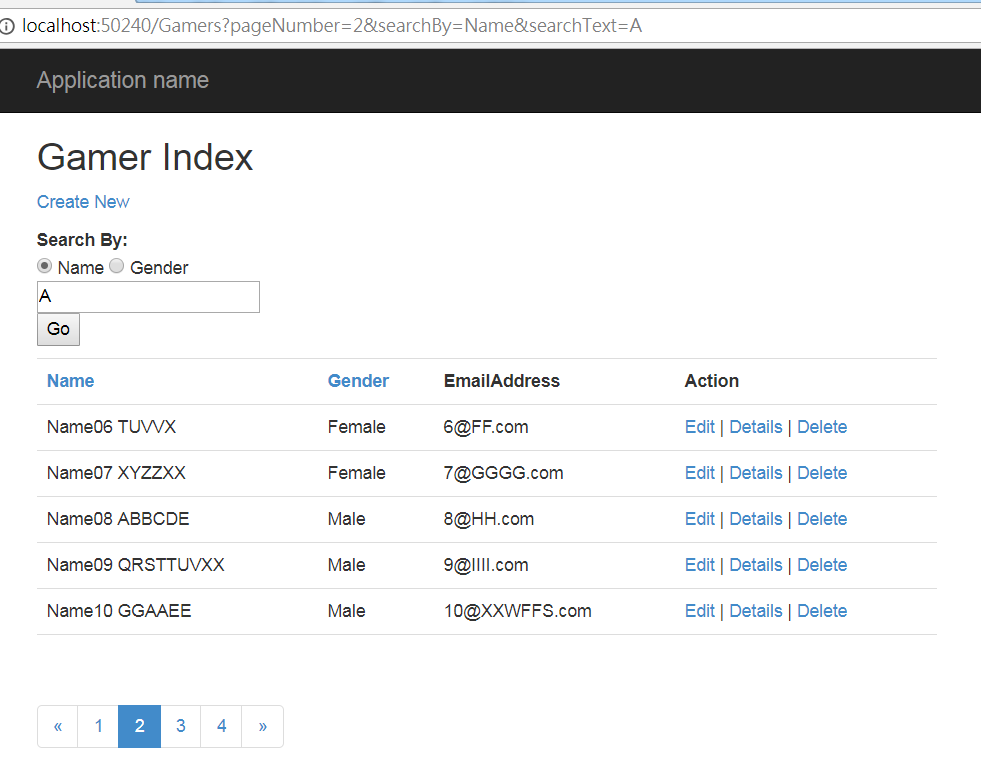 localhost:50240/Gamers?pageNumber=2&searchBy=Name&searchText=A
Application name
Gamer Index
Create New
Search By:
Name Gender
A
Go
Name Gender EmailAddress Action
Name06 TUVVX Female 6@FF.com Edit | Details | Delete
Name07 XYZZXX Female 7@GGGG.com Edit | Details | Delete
Name08 ABBCDE Male 8@HH.com Edit | Details | Delete
Name09 QRSTTUVXX Male 9@IIII.com Edit | Details | Delete
Name10 GGAAEE Male 10@XXWFFS.com Edit | Details | Delete
« 1 2 3 4 »